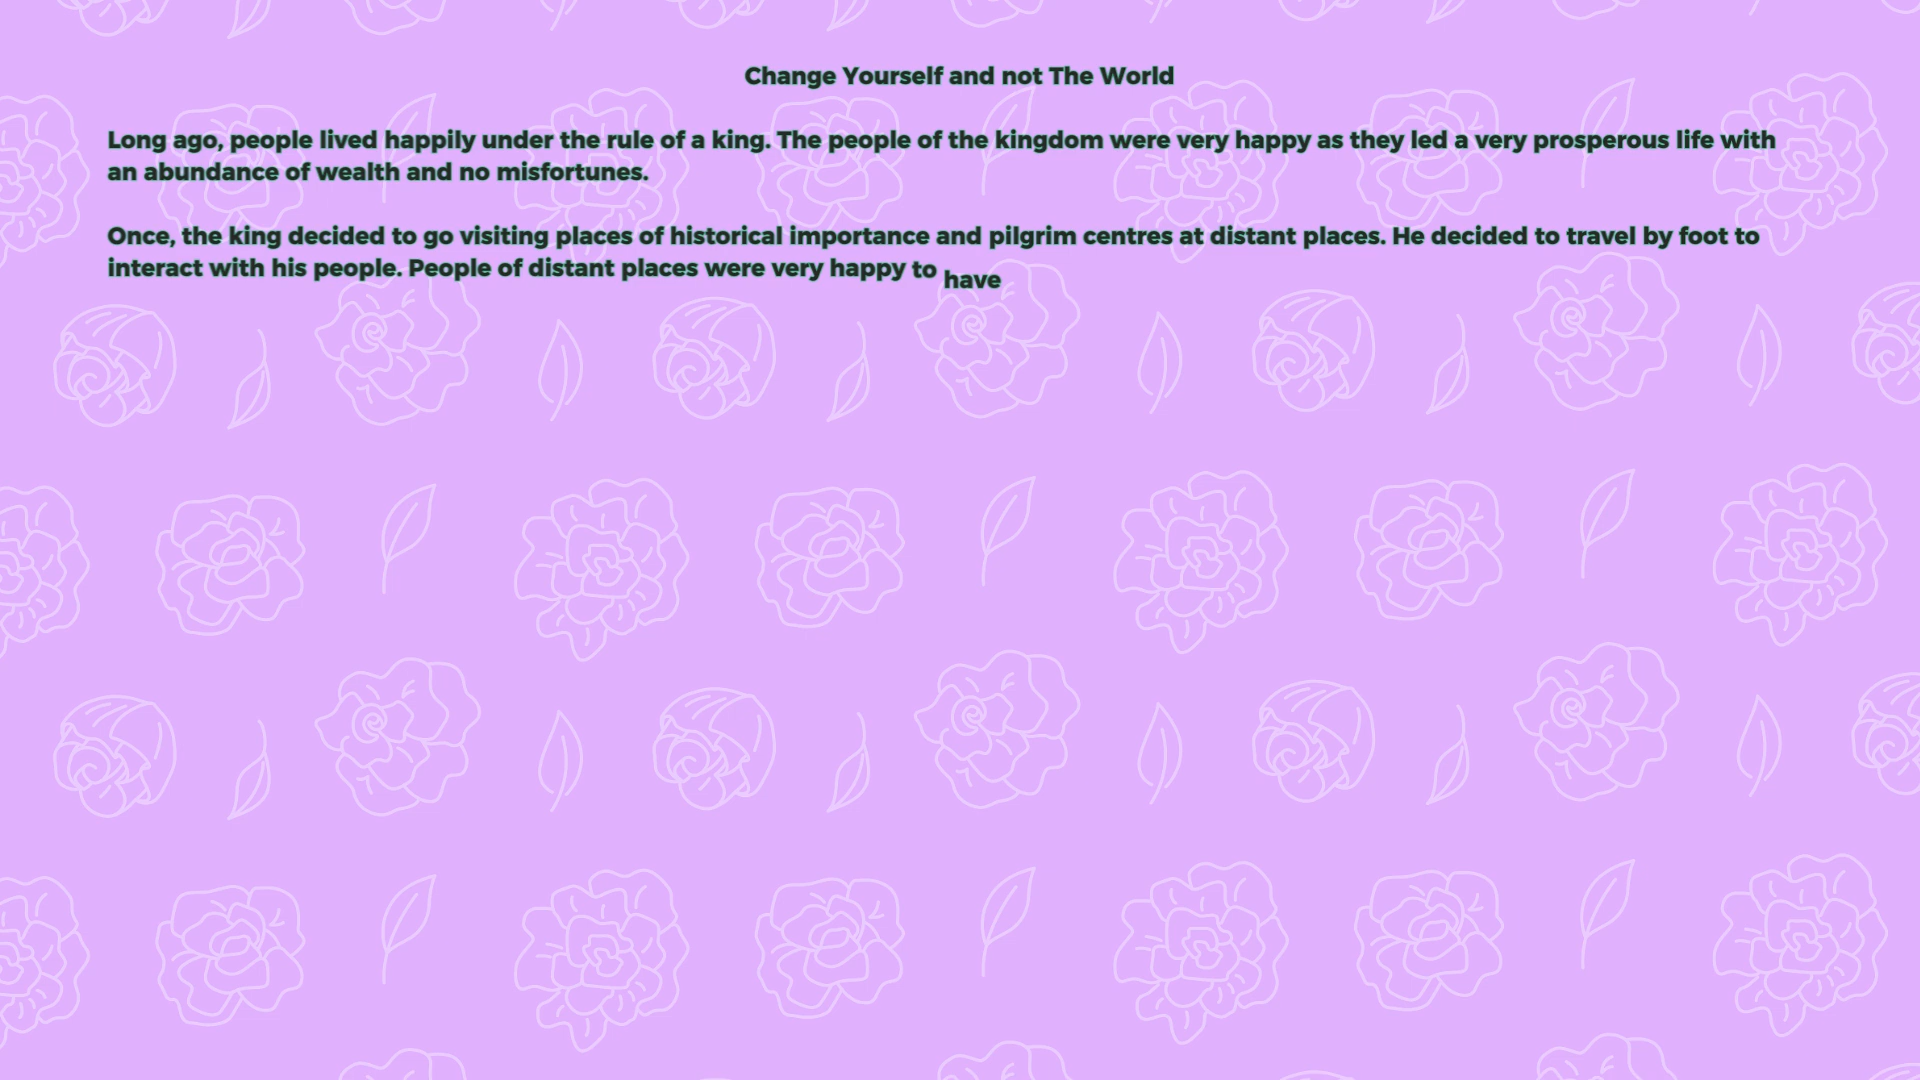 Change Yourself and not The World
Long ago, people lived happily under the rule of a king. The people of the kingdom were very happy as they led a very prosperous life with
an abundance of wealth and no misfortunes.
Once, the king decided to go visiting places of historical importance and pilgrim centres at distant places. He decided to travel by foot to
interact with his people. People of distant places were very happy to have